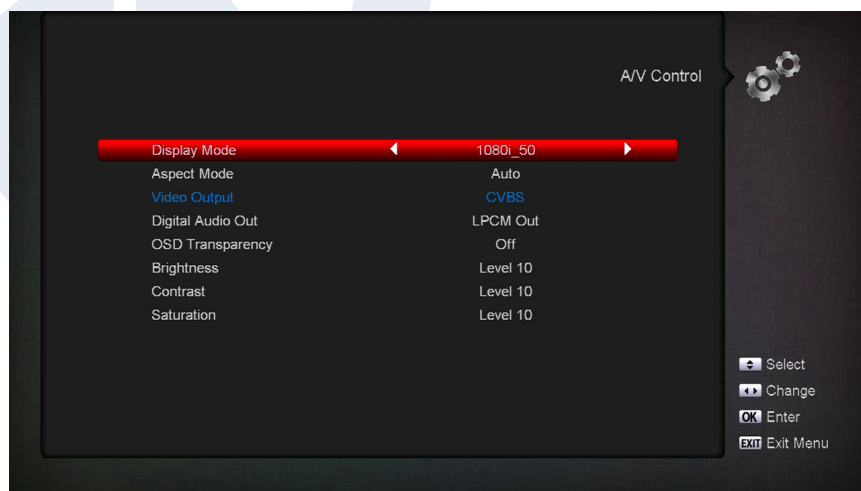 A/V Control
Display Mode 1080i_50
Aspect Mode Auto
Video Output CVBS
Digital Audio Out LPCM Out
OSD Transparency Off
Brightness Level 10
Contrast Level 10
Saturation Level 10
Select
Change
OK Enter
EXIT Exit Menu